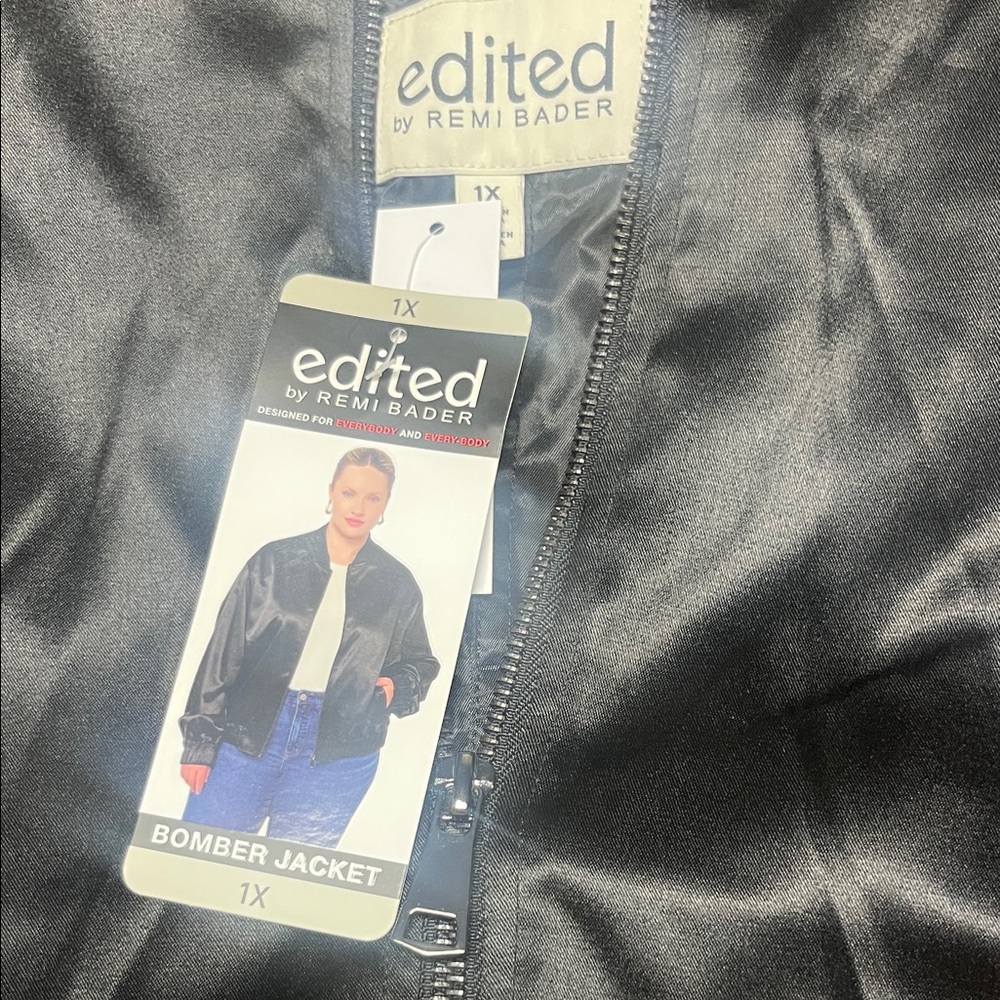 edited
by REMI BADER
1X
1X
edited
by REMI BADER
DESIGNED FOR EVERYBODY AND EVERY-BODY
BOMBER JACKET
1X